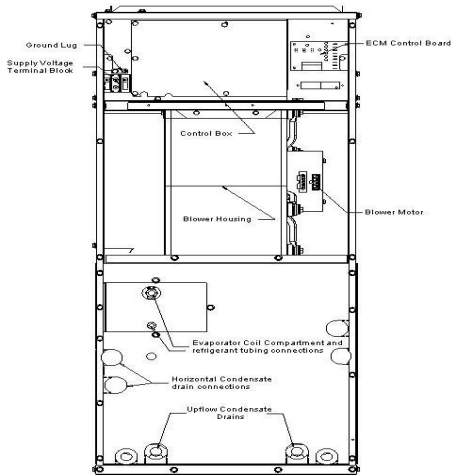 Ground Lug
ECM Control Board
Supply Voltage
Terminal Block
Control Box
Blower Motor
Blower Housing
Evaporator Coil Compartment and
refrigerant tubing connections
Horizontal Condensate
drain connections
Upflow Condensate
Drains